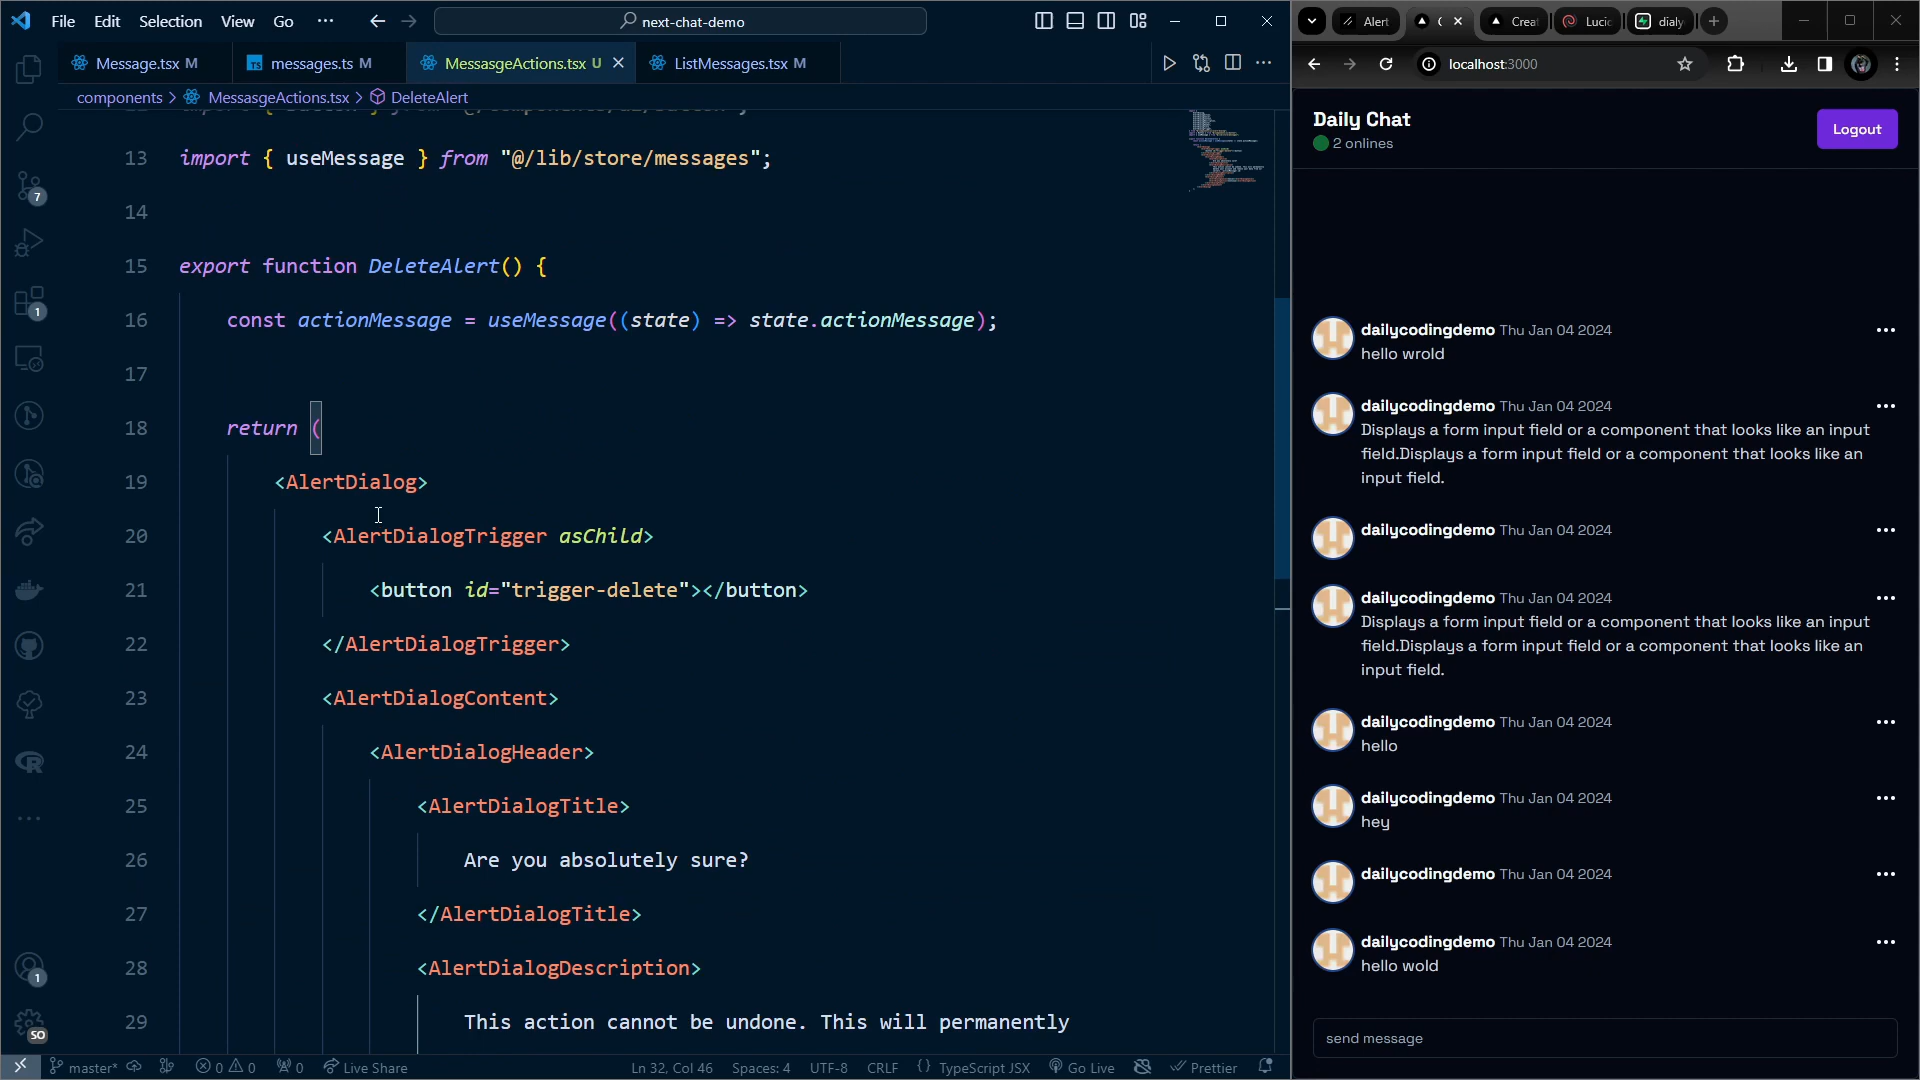 File Edit Selection View Go ··· next-chat-demo
Message.tsx M messages.ts M MessasgeActions.tsx U ListMessages.tsx M
components > MessasgeActions.tsx > DeleteAlert
13 import { useMessage } from "@/lib/store/messages";
14
15 export function DeleteAlert() {
16 const actionMessage = useMessage((state) => state.actionMessage);
17
18 return (
19 <AlertDialog>
20 <AlertDialogTrigger asChild>
21 <button id="trigger-delete"></button>
22 </AlertDialogTrigger>
23 <AlertDialogContent>
24 <AlertDialogHeader>
25 <AlertDialogTitle>
26 Are you absolutely sure?
27 </AlertDialogTitle>
28 <AlertDialogDescription>
29 This action cannot be undone. This will permanently
7
1
1
SO
master* 0 0 0 Live Share Ln 32, Col 46 Spaces: 4 UTF-8 CRLF {} TypeScript JSX Go Live Prettier
Alert Crea Lucid dialy
localhost:3000
Daily Chat
2 onlines
Logout
dailycodingdemo Thu Jan 04 2024
hello wrold
dailycodingdemo Thu Jan 04 2024
Displays a form input field or a component that looks like an input
field.Displays a form input field or a component that looks like an
input field.
dailycodingdemo Thu Jan 04 2024
dailycodingdemo Thu Jan 04 2024
Displays a form input field or a component that looks like an input
field.Displays a form input field or a component that looks like an
input field.
dailycodingdemo Thu Jan 04 2024
hello
dailycodingdemo Thu Jan 04 2024
hey
dailycodingdemo Thu Jan 04 2024
dailycodingdemo Thu Jan 04 2024
hello wold
send message